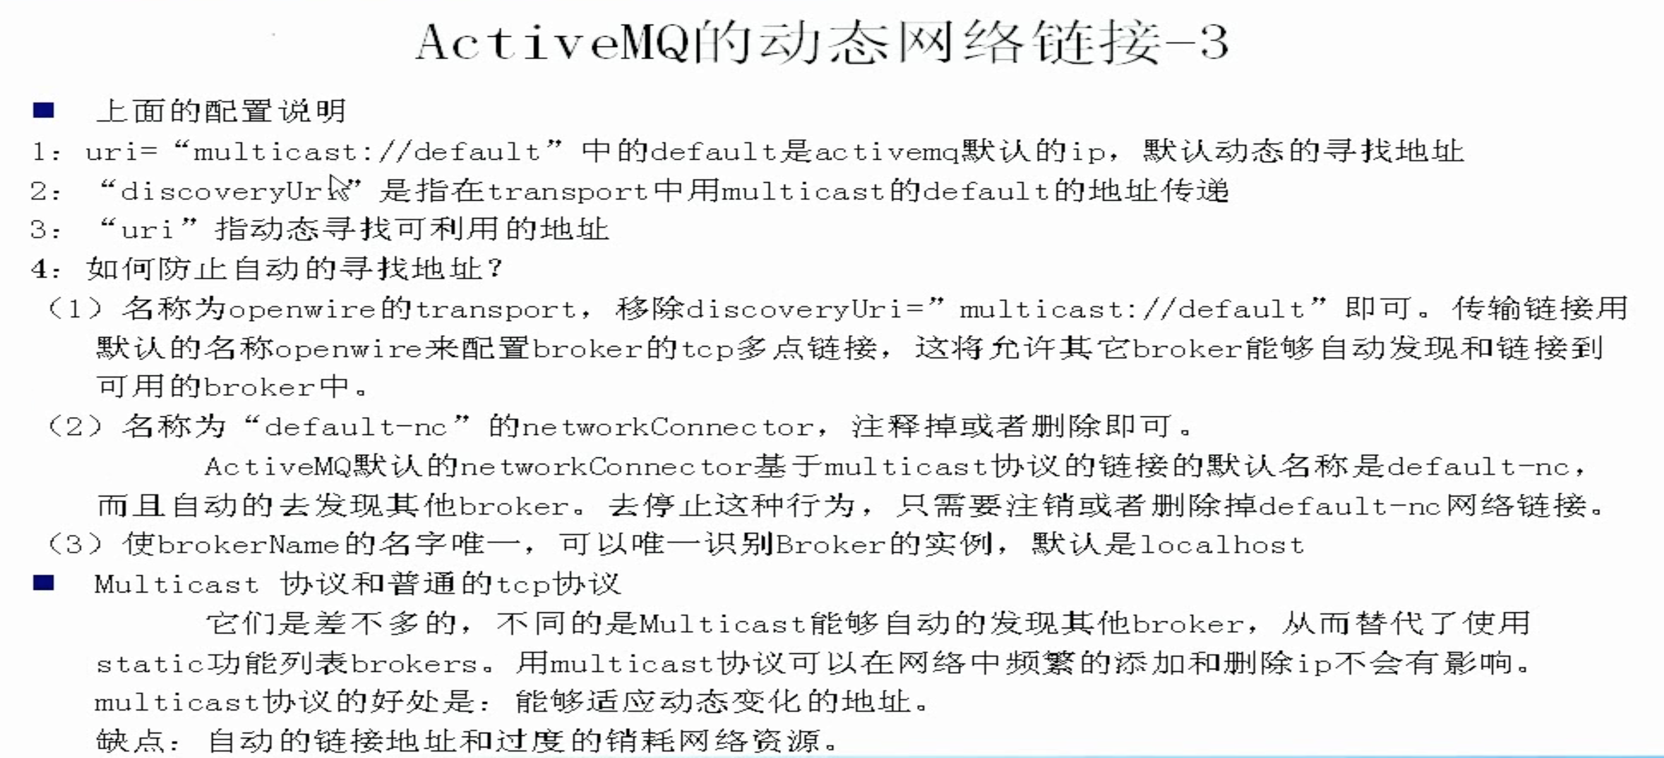 ActiveMQ的动态网络链接-3
■ 上面的配置说明
1：uri=“multicast://default”中的default是activemq默认的ip，默认动态的寻找地址
2：“discoveryUri”是指在transport中用multicast的default的地址传递
3：“uri”指动态寻找可利用的地址
4：如何防止自动的寻找地址？
（1）名称为openwire的transport，移除discoveryUri=”multicast://default”即可。传输链接用
默认的名称openwire来配置broker的tcp多点链接，这将允许其它broker能够自动发现和链接到
可用的broker中。
（2）名称为“default-nc”的networkConnector，注释掉或者删除即可。
ActiveMQ默认的networkConnector基于multicast协议的链接的默认名称是default-nc，
而且自动的去发现其他broker。去停止这种行为，只需要注销或者删除掉default-nc网络链接。
（3）使brokerName的名字唯一，可以唯一识别Broker的实例，默认是localhost
■ Multicast 协议和普通的tcp协议
它们是差不多的，不同的是Multicast能够自动的发现其他broker，从而替代了使用
static功能列表brokers。用multicast协议可以在网络中频繁的添加和删除ip不会有影响。
multicast协议的好处是：能够适应动态变化的地址。
缺点：自动的链接地址和过度的销耗网络资源。